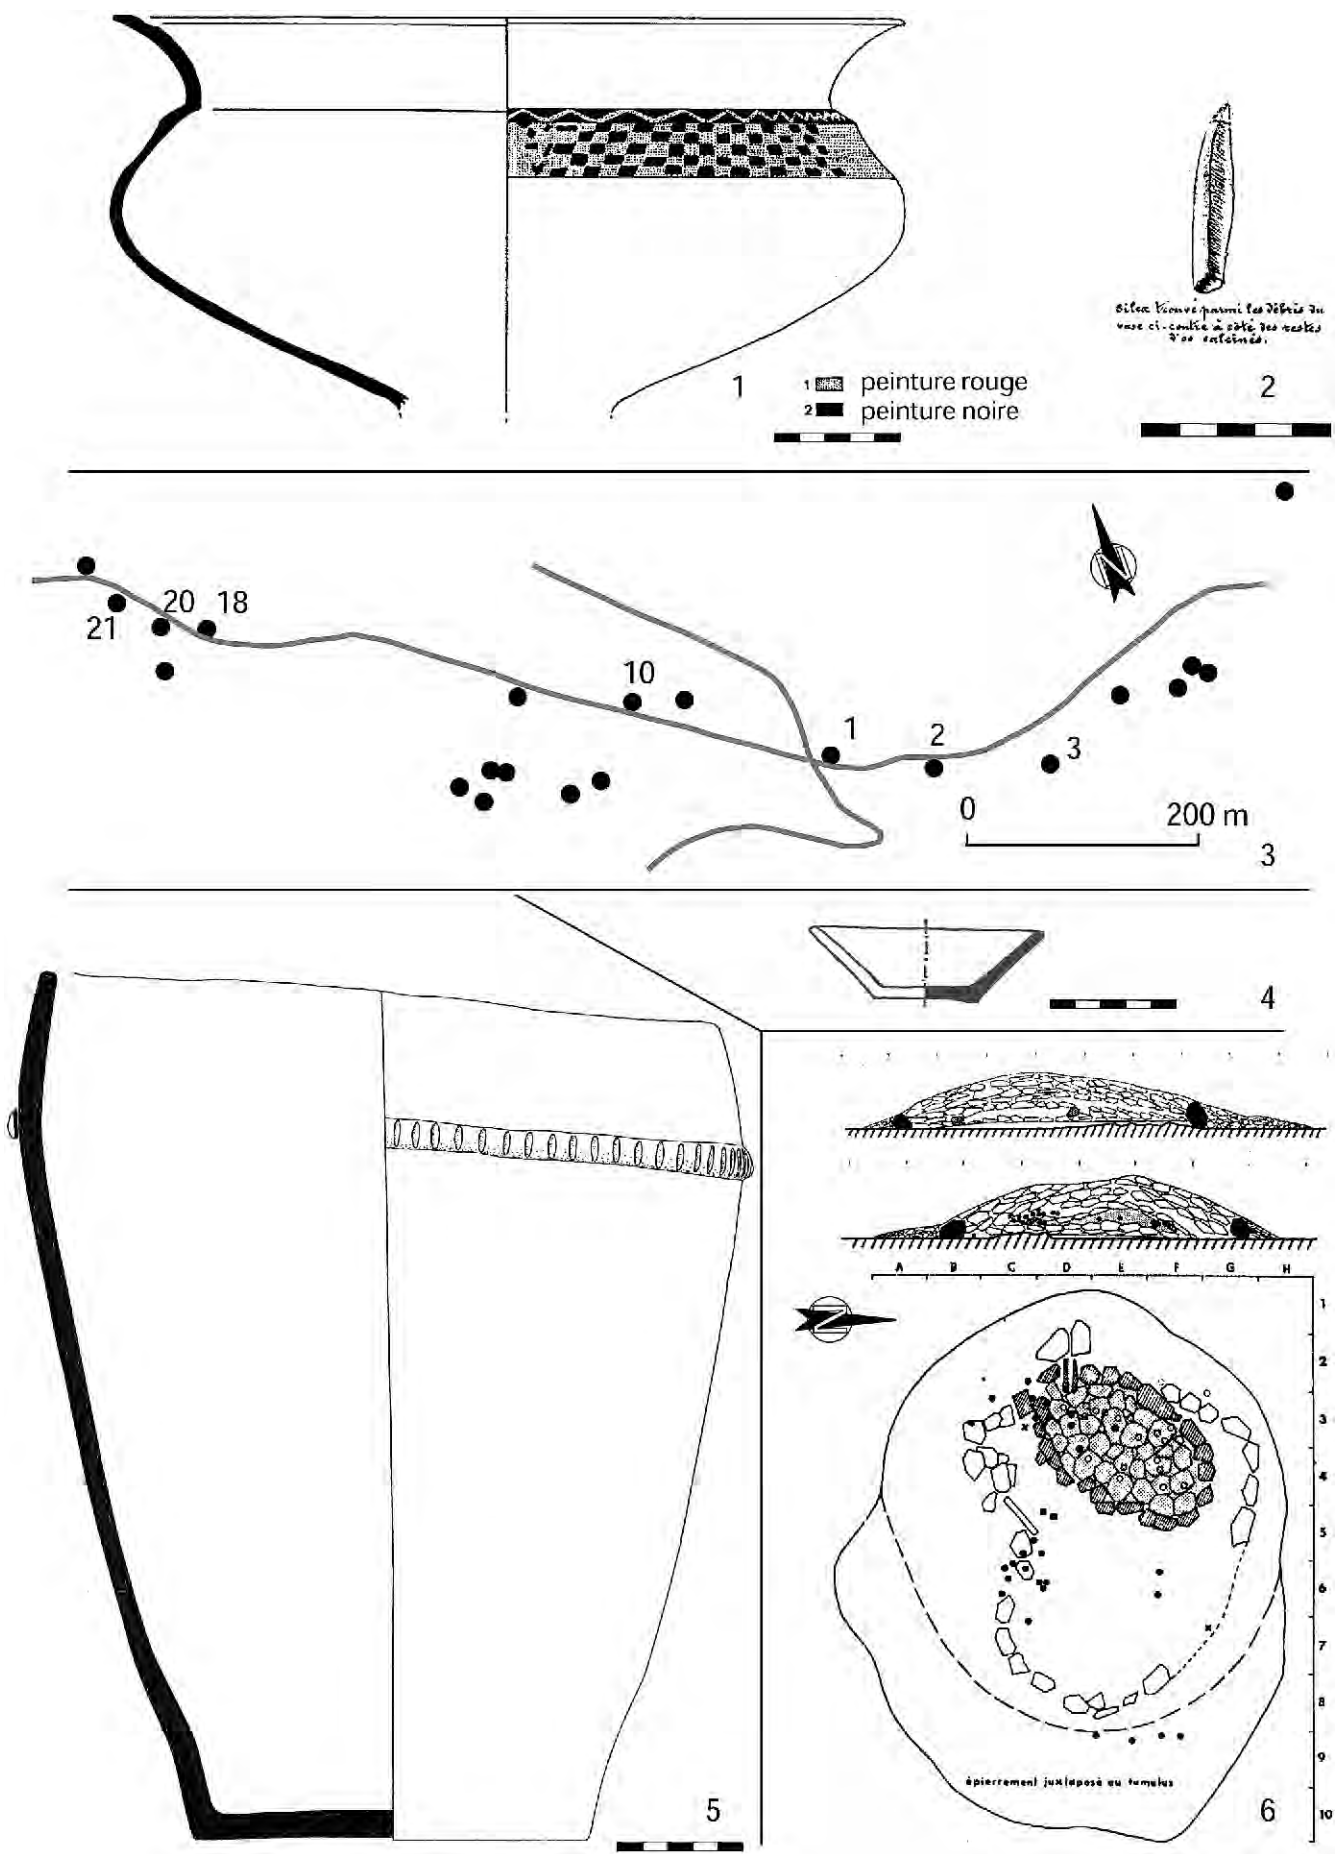 1
1 peinture rouge
2 peinture noire
silex trouvé parmi les débris du
vase ci-contre à côté des restes
d'os calcinés.
2
21
20
18
10
1
2
3
N
0
200 m
3
4
5
A B C D E F G H
N
1
2
3
4
5
6
7
8
9
10
épierrement juxtaposé au tumulus
6